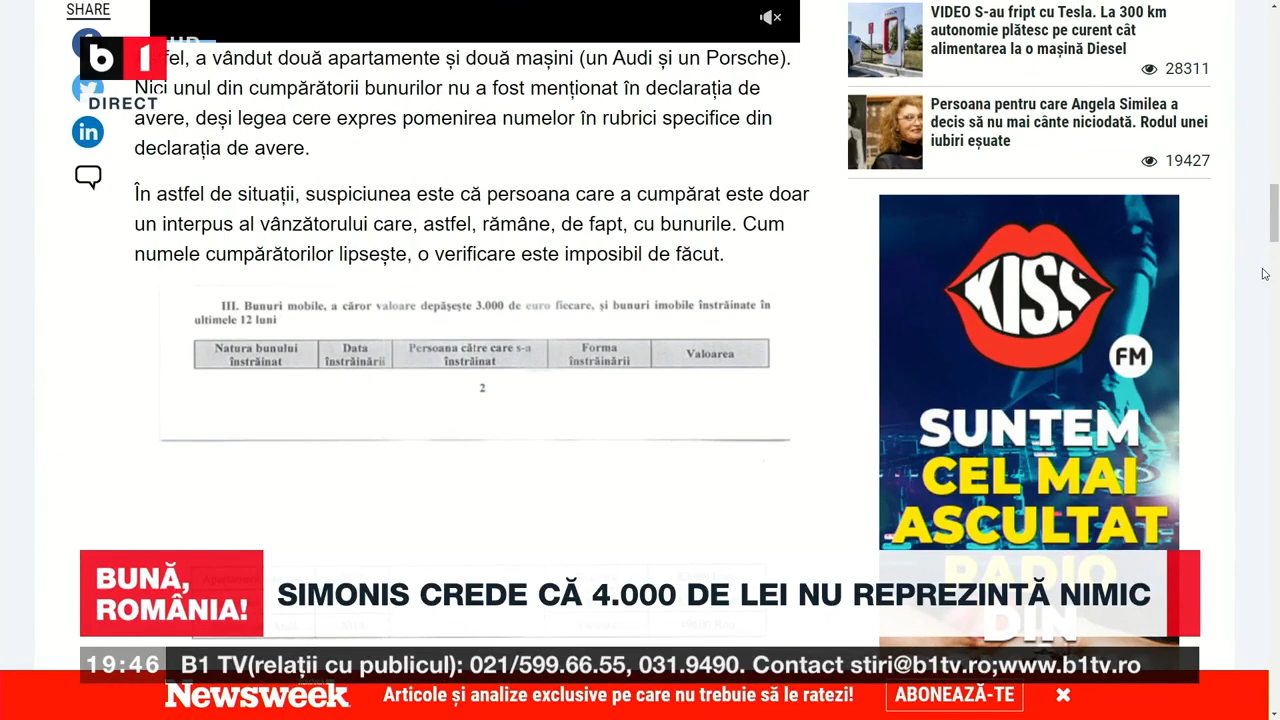 SHARE
b1
DIRECT
a vândut două apartamente și două mașini (un Audi și un Porsche).
Nici unul din cumpărătorii bunurilor nu a fost menționat în declarația de
avere, deși legea cere expres pomenirea numelor în rubrici specifice din
declarația de avere.
În astfel de situații, suspiciunea este că persoana care a cumpărat este doar
un interpus al vânzătorului care, astfel, rămâne, de fapt, cu bunurile. Cum
numele cumpărătorilor lipsește, o verificare este imposibil de făcut.
III. Bunuri mobile, a căror valoare depășește 3.000 de euro fiecare, și bunuri imobile înstrăinate în
ultimele 12 luni
Natura bunului
înstrăinat
Data
înstrăinării
Persoana către care s-a
înstrăinat
Forma
înstrăinării
Valoarea
2
VIDEO S-au fript cu Tesla. La 300 km
autonomie plătesc pe curent cât
alimentarea la o mașină Diesel
28311
Persoana pentru care Angela Similea a
decis să nu mai cânte niciodată. Rodul unei
iubiri eșuate
19427
KISS
FM
SUNTEM
CEL MAI
ASCULTAT
RADIO
DIN
BUNĂ,
ROMÂNIA!
SIMONIS CREDE CĂ 4.000 DE LEI NU REPREZINTĂ NIMIC
19:46 B1 TV(relații cu publicul): 021/599.66.55, 031.9490. Contact stiri@b1tv.ro;www.b1tv.ro
Newsweek
Articole și analize exclusive pe care nu trebuie să le ratezi!
ABONEAZĂ-TE